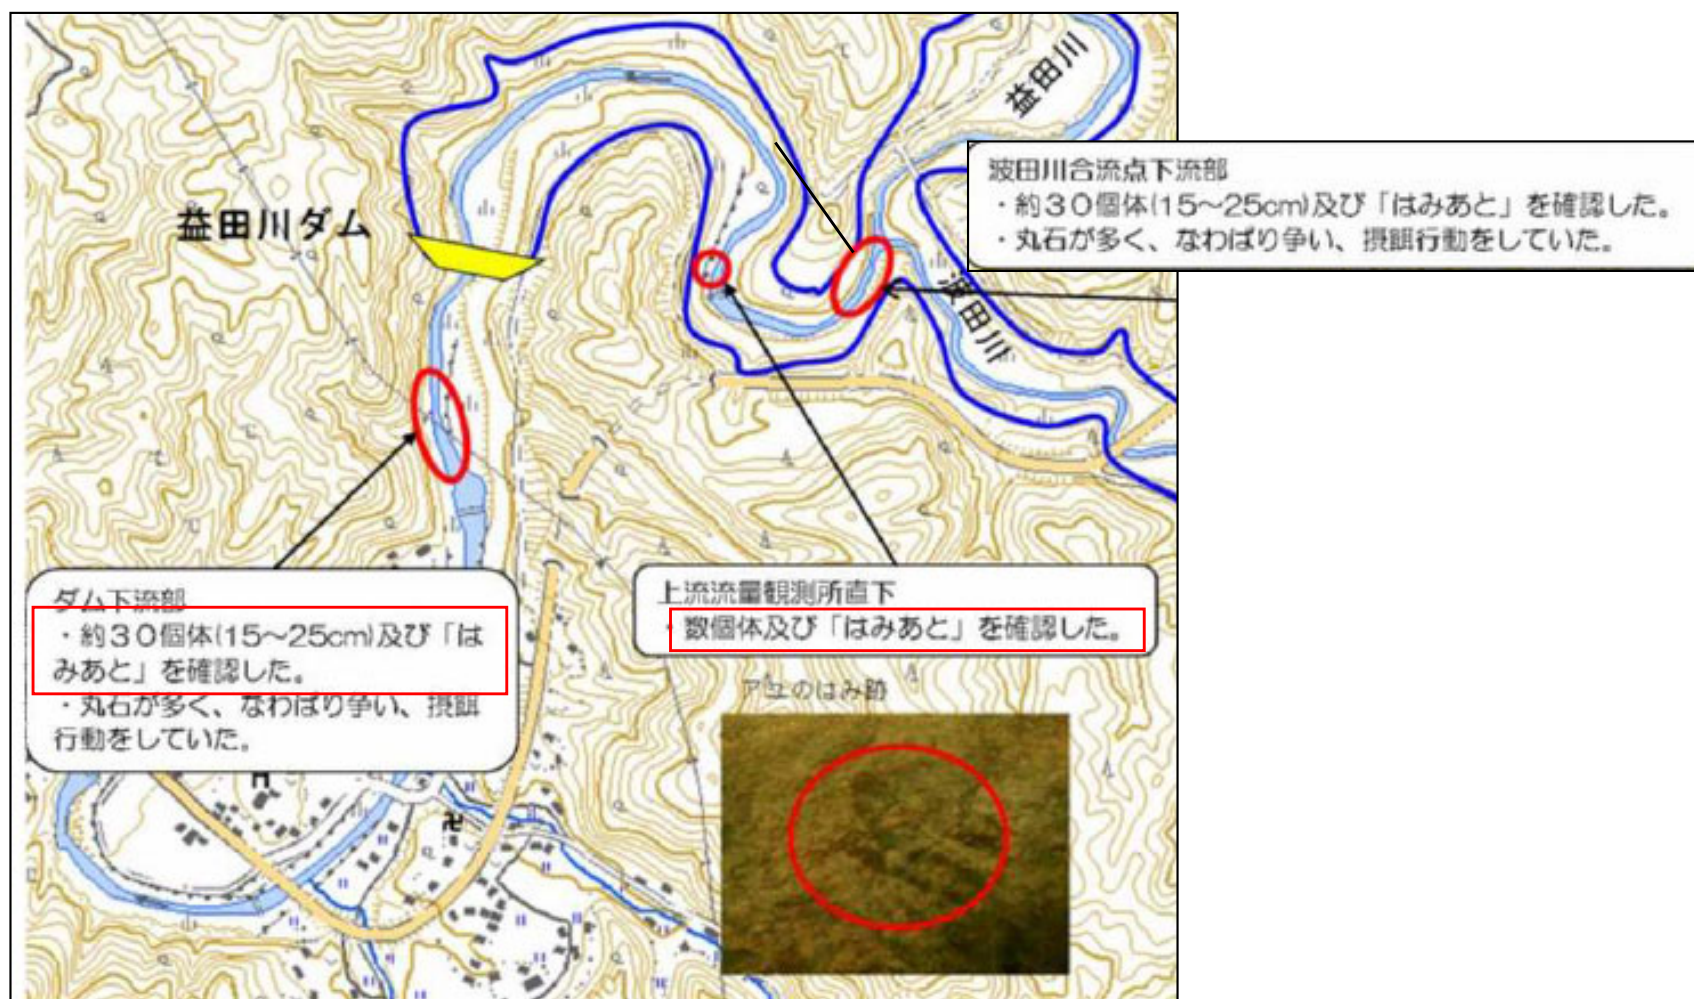 益田川
波田川合流点下流部
・約30個体(15~25cm)及び「はみあと」を確認した。
・丸石が多く、なわばり争い、摂餌行動をしていた。
益田川ダム
波田川
ダム下流部
・約30個体(15~25cm)及び「は
みあと」を確認した。
・丸石が多く、なわばり争い、摂餌
行動をしていた。
上流流量観測所直下
・数個体及び「はみあと」を確認した。
アユのはみ跡